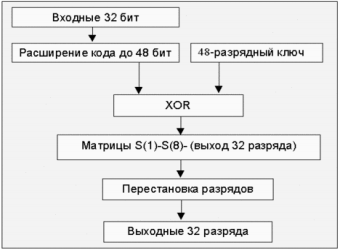 Входные 32 бит
Расширение кода до 48 бит
48-разрядный ключ
XOR
Матрицы S(1)-S(8)- (выход 32 разряда)
Перестановка разрядов
Выходные 32 разряда